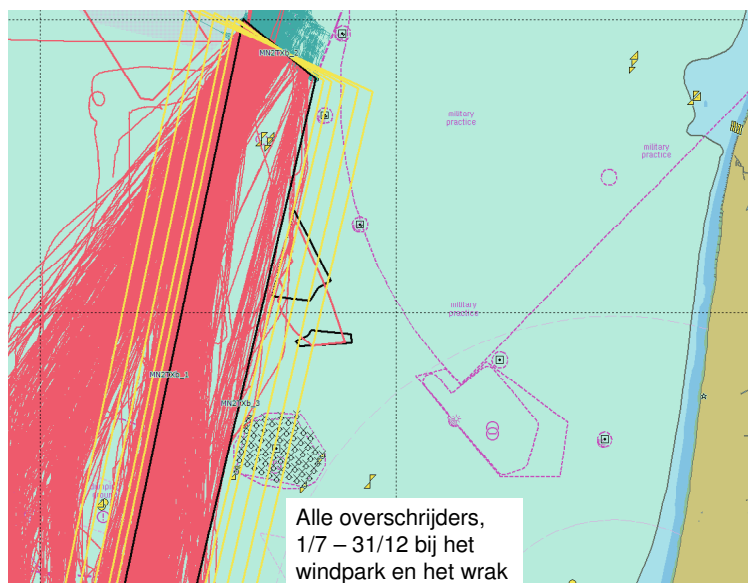 MN2TXb_2
military
practice
military
practice
military
practice
MN2TXb_1
MN2TXb_3
Alle overschrijders,
1/7 – 31/12 bij het
windpark en het wrak